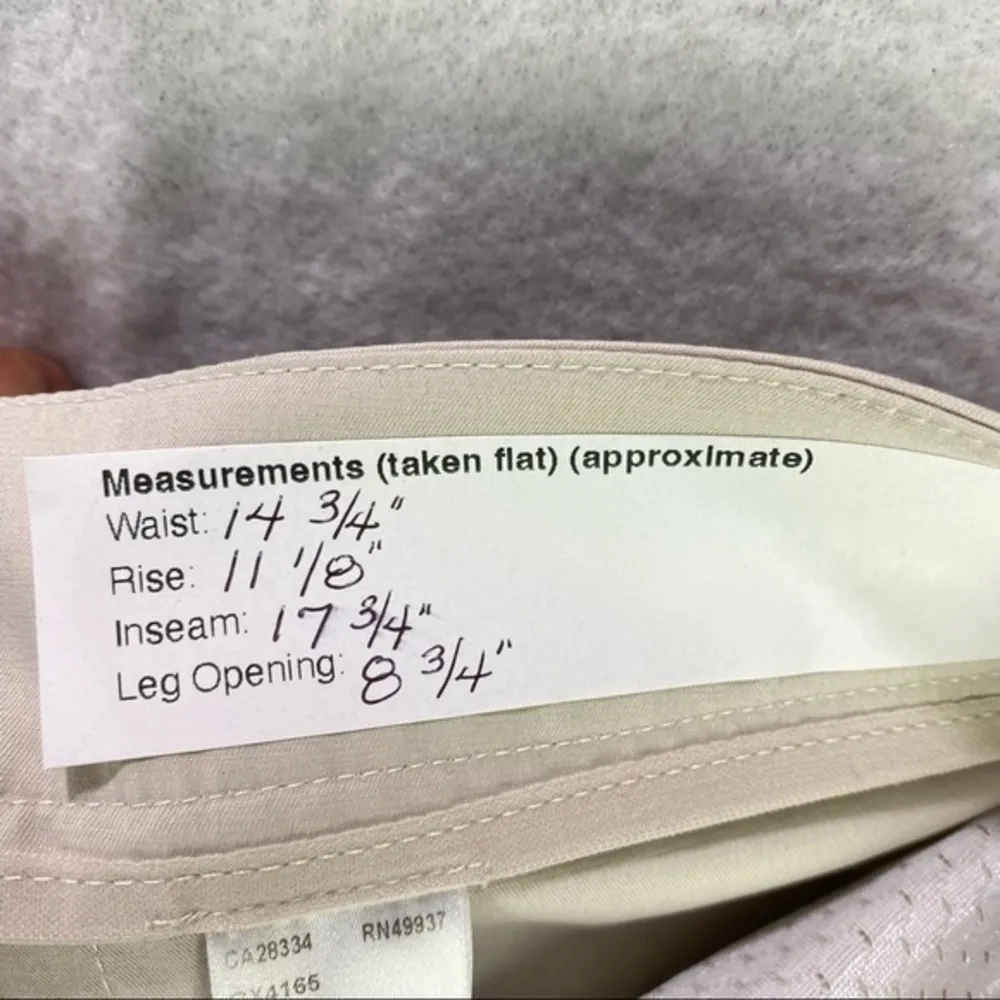 Measurements (taken flat) (approximate)
Waist: 14 3/4"
Rise: 11 1/8"
Inseam: 17 3/4"
Leg Opening: 8 3/4"
CA28334 RN49937